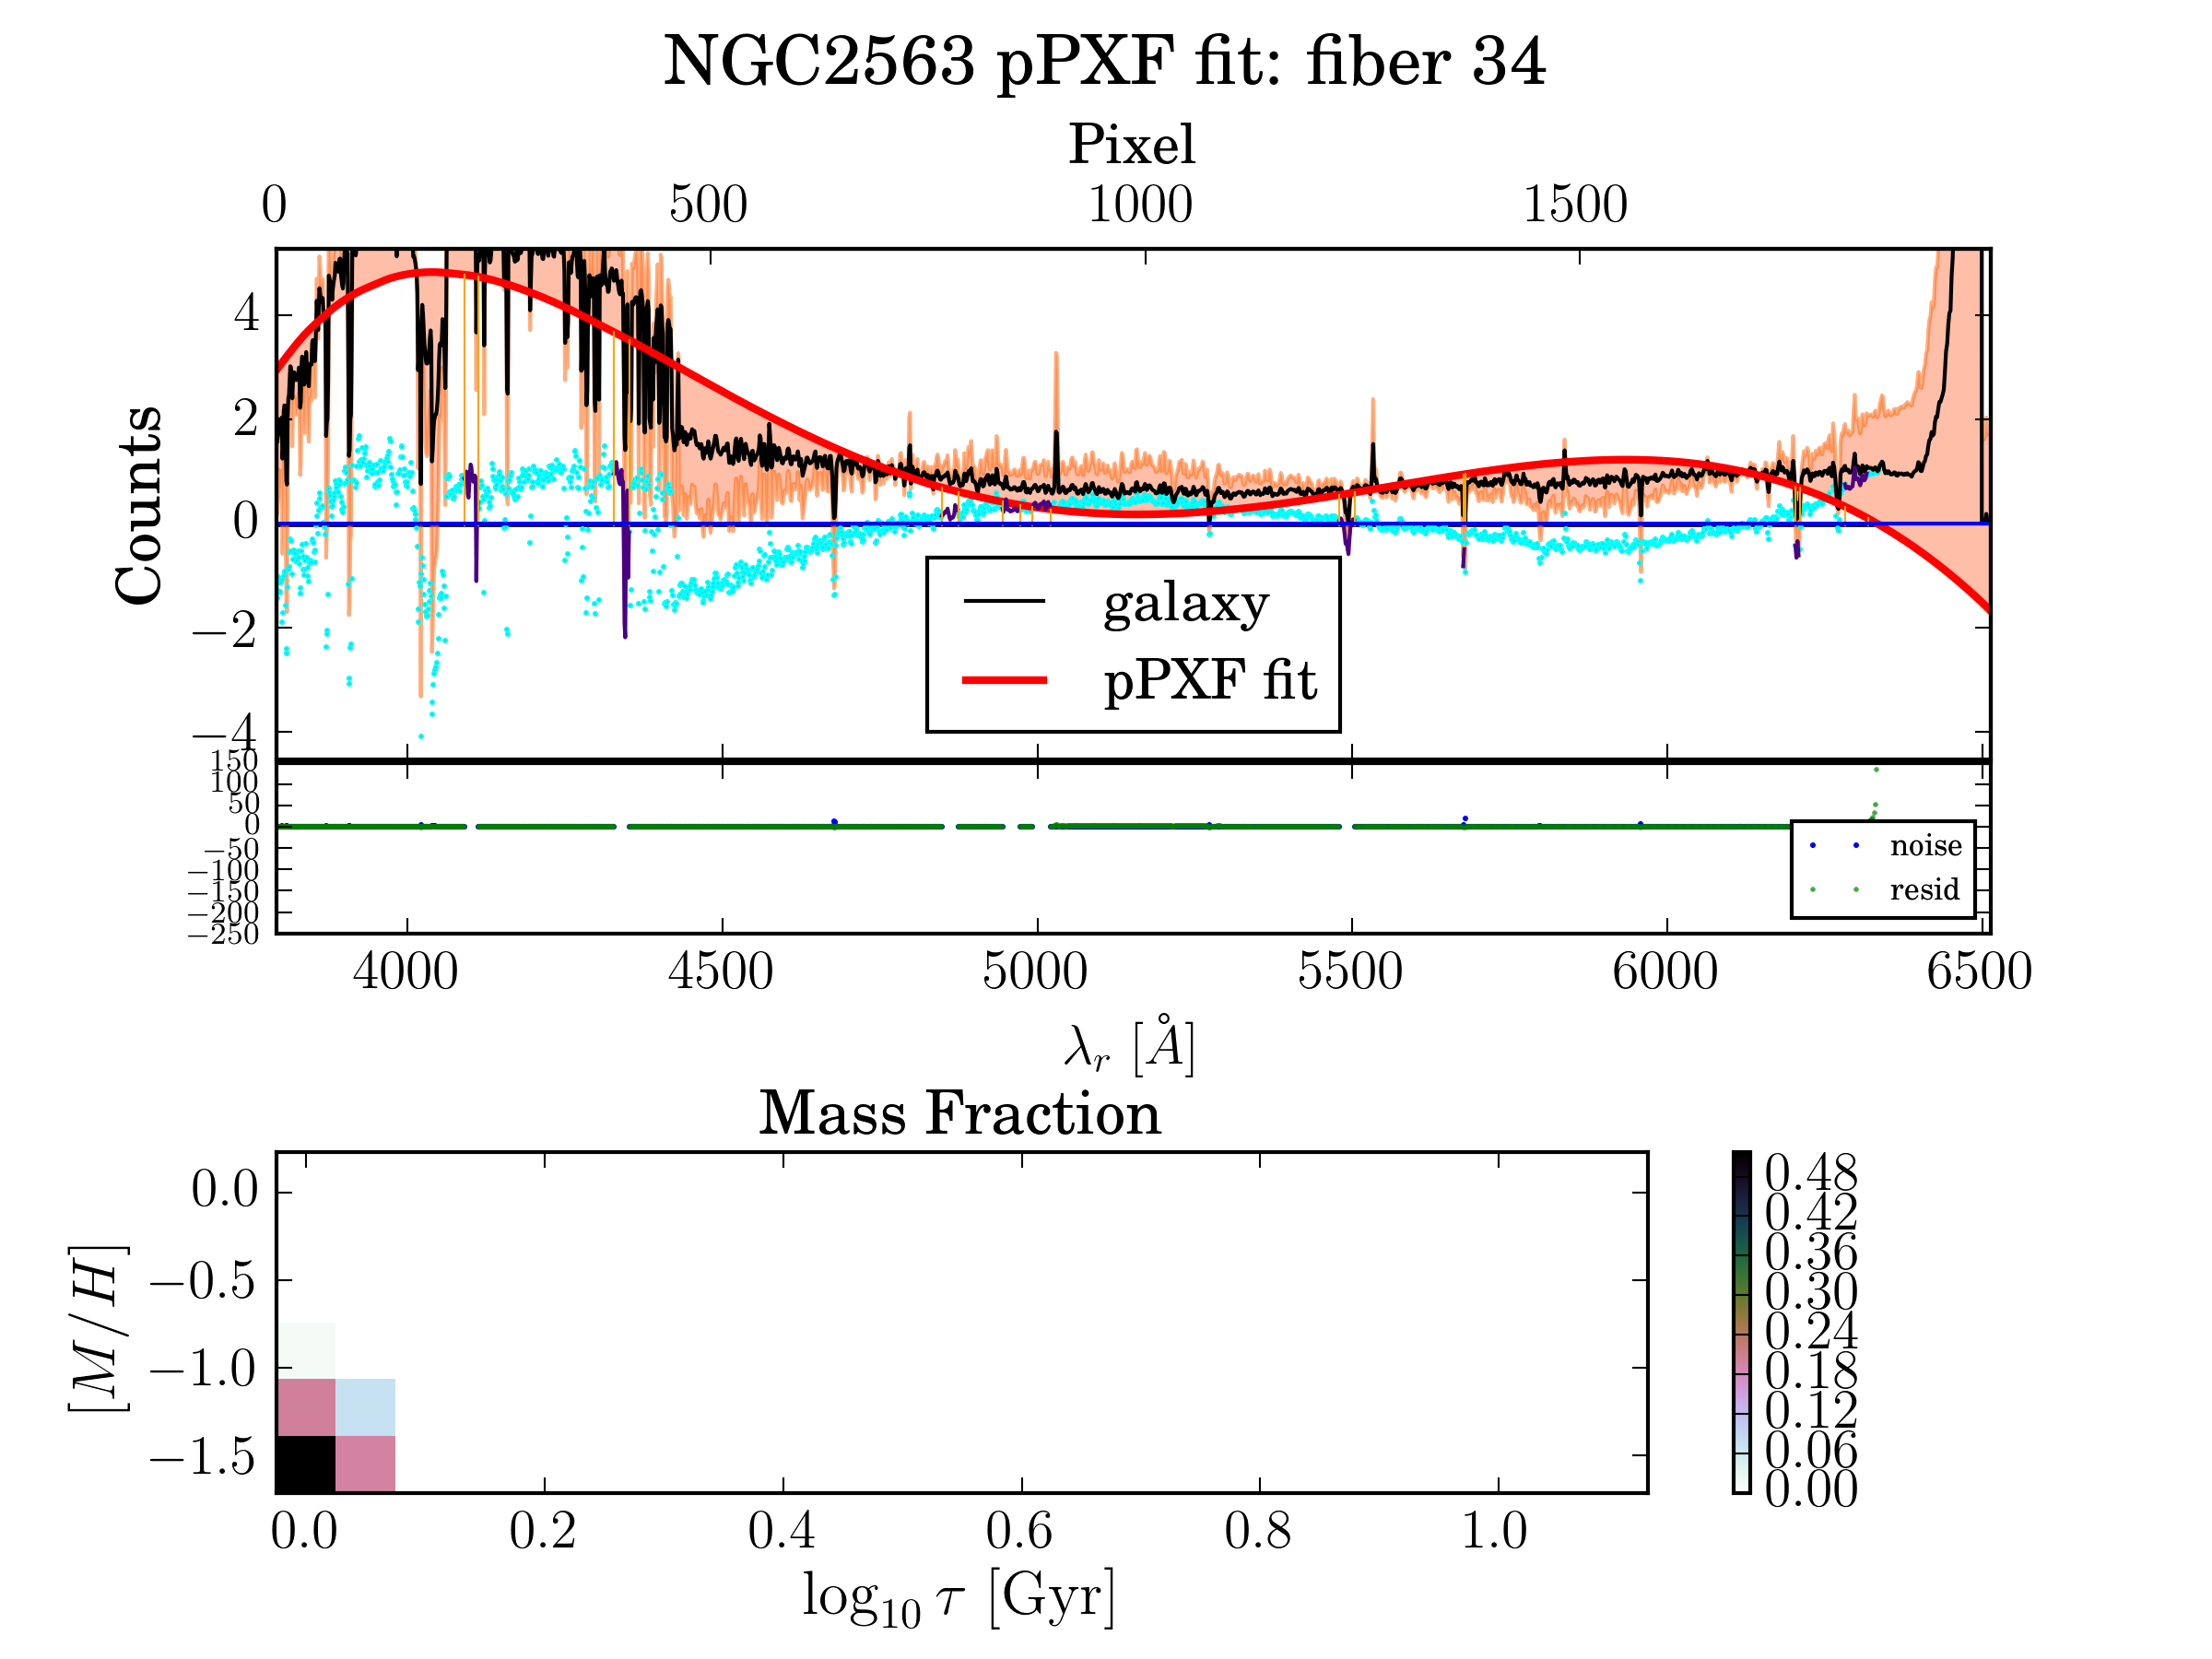 NGC2563 pPXF fit: fiber 34
Pixel
0 500 1000 1500
Counts
4
2
0
−2
−4
galaxy
pPXF fit
150
100
50
0
−50
−100
−150
−200
−250
noise
resid
4000 4500 5000 5500 6000 6500
λr [Å]
Mass Fraction
[M/H]
0.0
−0.5
−1.0
−1.5
0.0 0.2 0.4 0.6 0.8 1.0
log10 τ [Gyr]
0.48
0.42
0.36
0.30
0.24
0.18
0.12
0.06
0.00